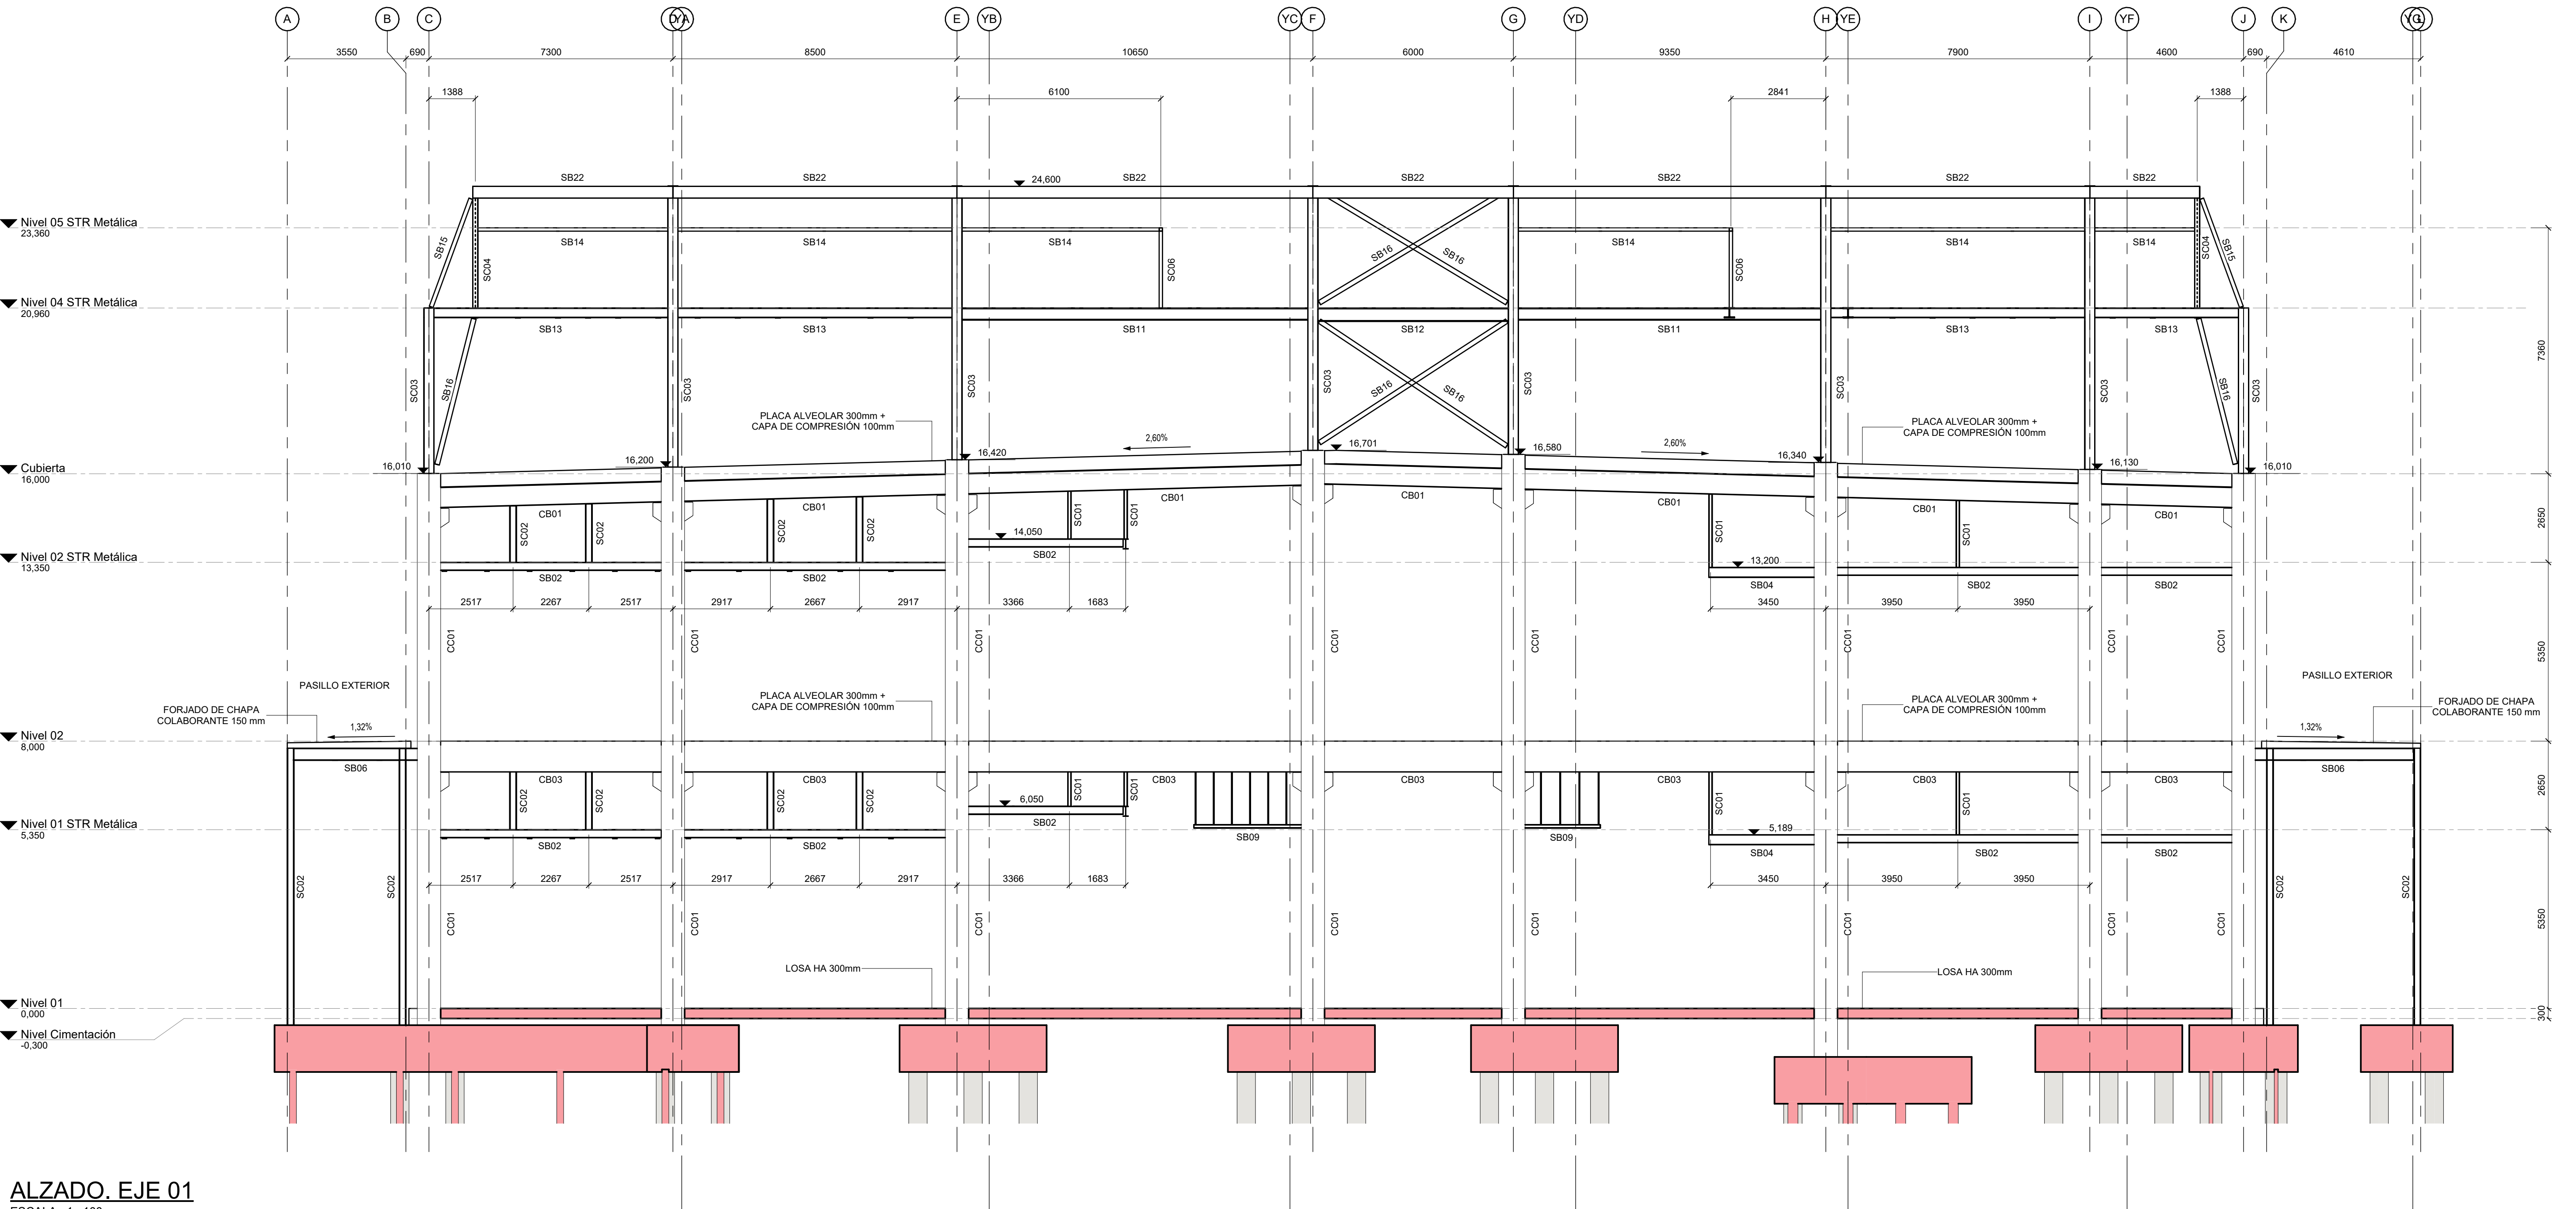 A B C D YA E YB YC F G YD H YE I YF J K YG L
3550 690 7300 8500 10650 6000 9350 7900 4600 690 4610
1388 6100 2841 1388
SB22 SB22 24,600 SB22 SB22 SB22 SB22 SB22
Nivel 05 STR Metálica
23,360
SB15 SC04 SB14 SB14 SB14 SC06 SB16 SB16 SB14 SC06 SB14 SB14 SC04 SB15
Nivel 04 STR Metálica
20,960
SB13 SB13 SB11 SB12 SB11 SB13 SB13
7360
SC03 SB16 SC03 SC03 SC03 SB16 SB16 SC03 SC03 SC03 SB16 SC03
PLACA ALVEOLAR 300mm +
CAPA DE COMPRESIÓN 100mm
PLACA ALVEOLAR 300mm +
CAPA DE COMPRESIÓN 100mm
2,60% 2,60%
16,010 16,200 16,420 16,701 16,580 16,340 16,130 16,010
Cubierta
16,000
CB01 CB01 CB01 CB01 CB01 CB01 CB01
SC02 SC02 SC02 SC02 SC01 SC01 SC01 SC01
2650
14,050
SB02
13,200
Nivel 02 STR Metálica
13,350
SB02 SB02 SB04 SB02 SB02
2517 2267 2517 2917 2667 2917 3366 1683 3450 3950 3950
CC01 CC01 CC01 CC01 CC01 CC01 CC01 CC01
5350
PASILLO EXTERIOR
PASILLO EXTERIOR
FORJADO DE CHAPA
COLABORANTE 150 mm
PLACA ALVEOLAR 300mm +
CAPA DE COMPRESIÓN 100mm
PLACA ALVEOLAR 300mm +
CAPA DE COMPRESIÓN 100mm
FORJADO DE CHAPA
COLABORANTE 150 mm
1,32% 1,32%
Nivel 02
8,000
SB06 SB06
CB03 CB03 CB03 CB03 CB03 CB03 CB03
SC02 SC02 SC02 SC02 SC01 SC01 SC01 SC01
2650
6,050
SB02
SB09 SB09
5,189
Nivel 01 STR Metálica
5,350
SB02 SB02 SB04 SB02 SB02
2517 2267 2517 2917 2667 2917 3366 1683 3450 3950 3950
SC02 SC02 SC02 SC02
CC01 CC01 CC01 CC01 CC01 CC01 CC01 CC01
5350
LOSA HA 300mm
LOSA HA 300mm
Nivel 01
0,000
300
Nivel Cimentación
-0,300
ALZADO. EJE 01